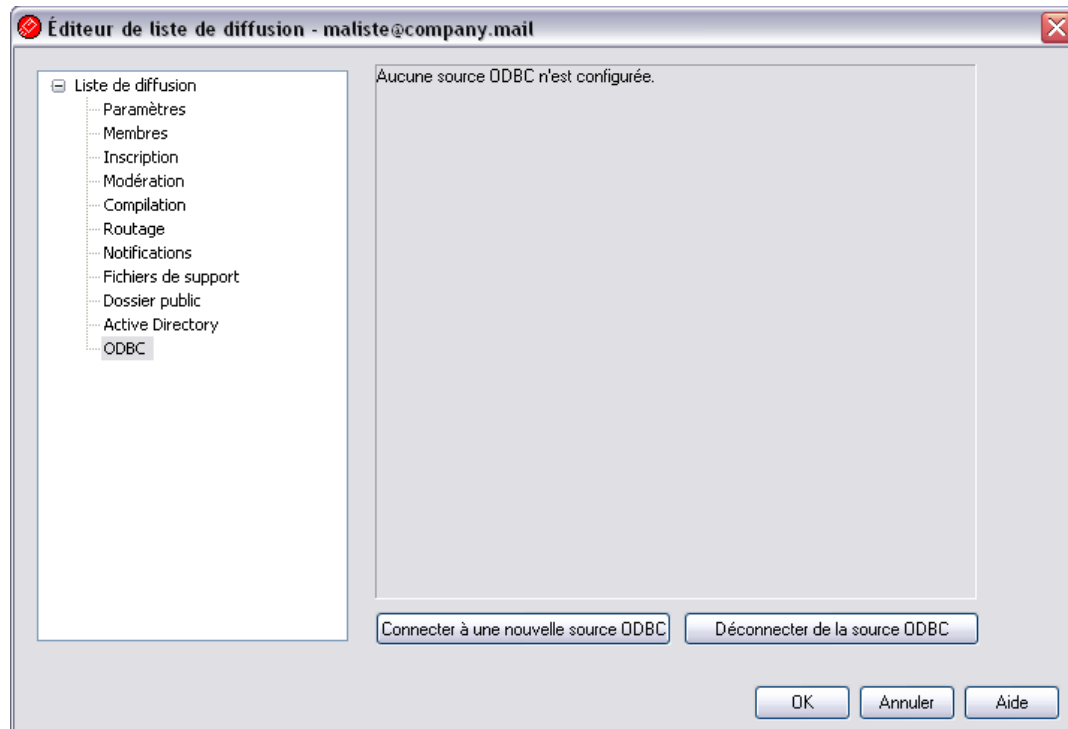 Éditeur de liste de diffusion - maliste@company.mail
Liste de diffusion
Paramètres
Membres
Inscription
Modération
Compilation
Routage
Notifications
Fichiers de support
Dossier public
Active Directory
ODBC
Aucune source ODBC n'est configurée.
Connecter à une nouvelle source ODBC
Déconnecter de la source ODBC
OK
Annuler
Aide